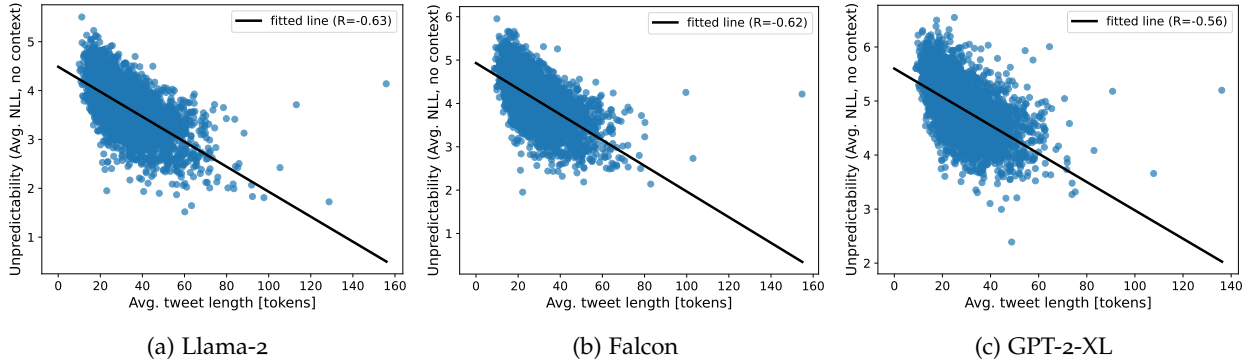 fitted line (R=-0.63)
Unpredictability (Avg. NLL, no context)
5
4
3
2
1
0 20 40 60 80 100 120 140 160
Avg. tweet length [tokens]
(a) Llama-2
fitted line (R=-0.62)
Unpredictability (Avg. NLL, no context)
6
5
4
3
2
1
0
0 20 40 60 80 100 120 140 160
Avg. tweet length [tokens]
(b) Falcon
fitted line (R=-0.56)
Unpredictability (Avg. NLL, no context)
6
5
4
3
2
0 20 40 60 80 100 120 140
Avg. tweet length [tokens]
(c) GPT-2-XL